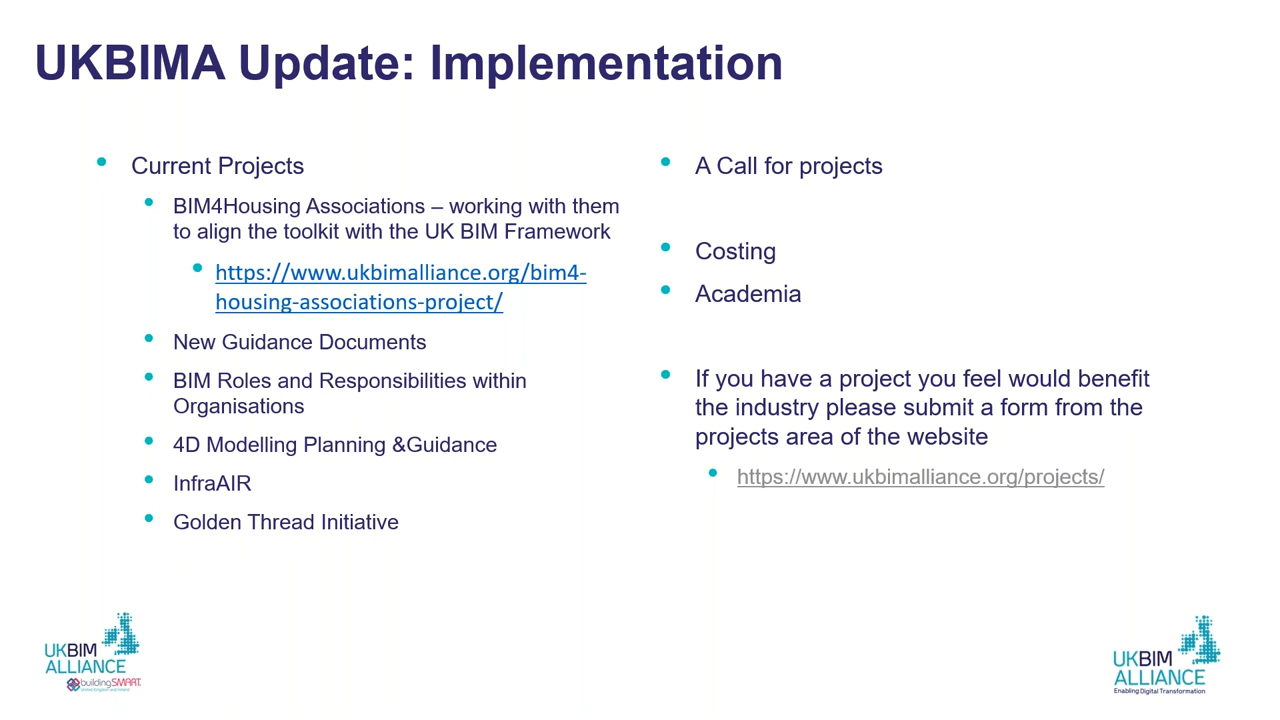 UKBIMA Update: Implementation
Current Projects
BIM4Housing Associations – working with them
to align the toolkit with the UK BIM Framework
https://www.ukbimalliance.org/bim4-
housing-associations-project/
New Guidance Documents
BIM Roles and Responsibilities within
Organisations
4D Modelling Planning &Guidance
InfraAIR
Golden Thread Initiative
A Call for projects
Costing
Academia
If you have a project you feel would benefit
the industry please submit a form from the
projects area of the website
https://www.ukbimalliance.org/projects/
UKBIM
ALLIANCE
buildingSMART.
United Kingdom and Ireland
UKBIM
ALLIANCE
Enabling Digital Transformation